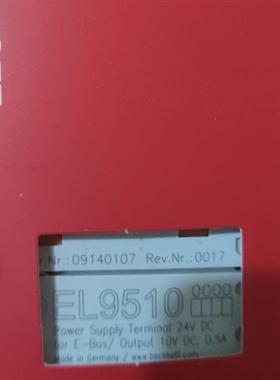 Nr.:09140107 Rev.Nr.:0017
EL9510
Power Supply Terminal 24V DC
for E-Bus/ Output 10V DC, 0.5A
Made in Germany / www.beckhoff.com